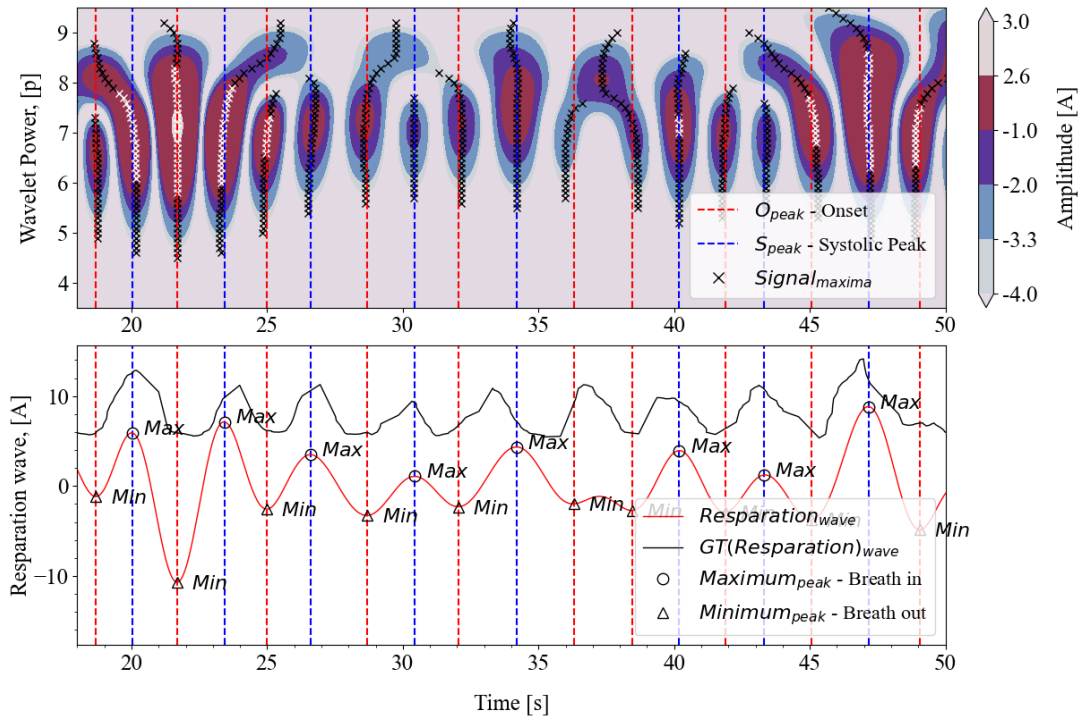 9
8
7
6
5
4
Wavelet Power, [p]
O_peak - Onset
S_peak - Systolic Peak
Signal_maxima
20
25
30
35
40
45
50
3.0
2.6
-1.0
-2.0
-3.3
-4.0
Amplithude [A]
10
0
−10
Resparation wave, [A]
Min
Max
Min
Max
Min
Max
Min
Max
Min
Max
Min
Min
Max
Min
Max
Min
Max
Min
Resparation_wave
GT(Resparation)_wave
Maximum_peak - Breath in
Minimum_peak - Breath out
20
25
30
35
40
45
50
Time [s]